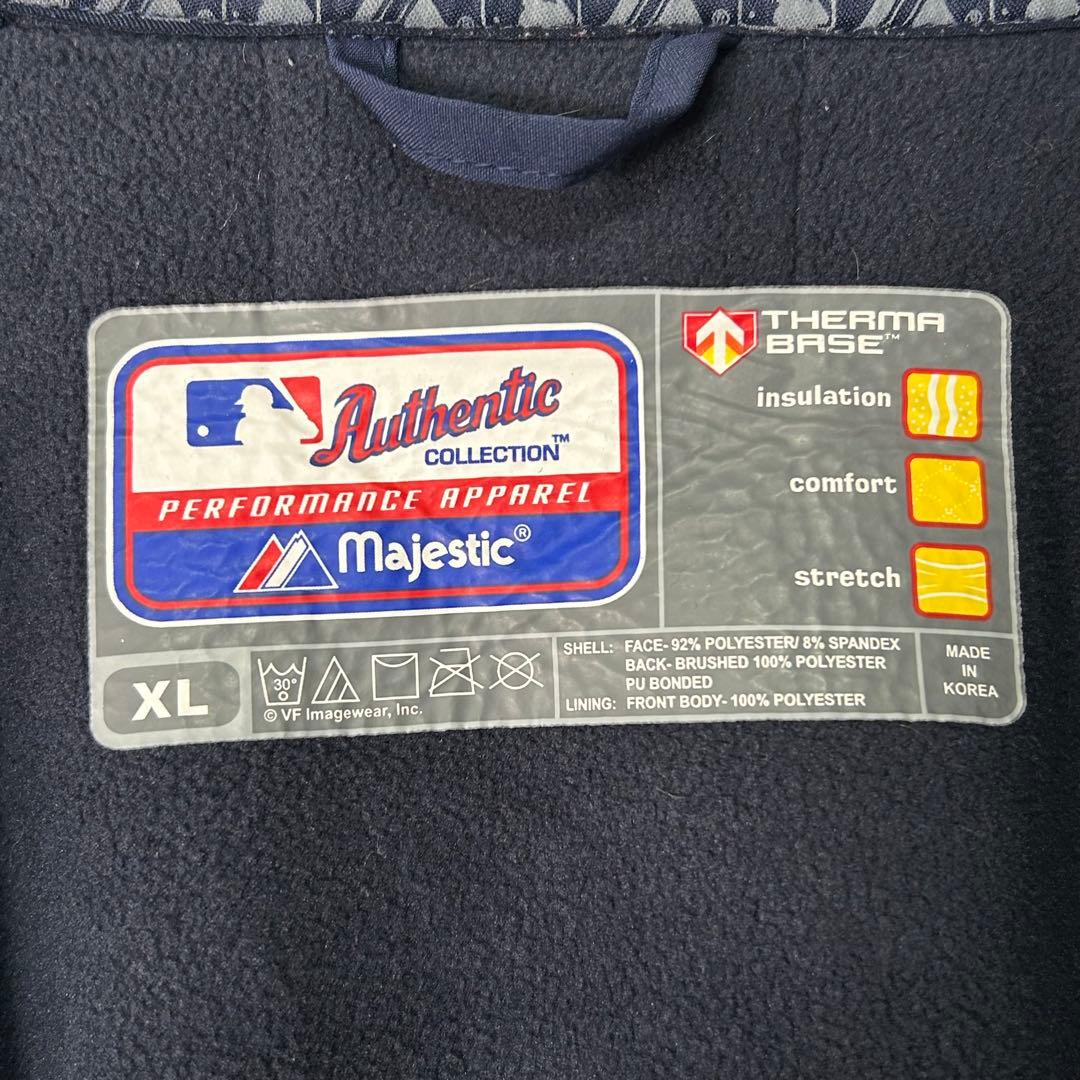 Authentic
COLLECTION™
PERFORMANCE APPAREL
Majestic®
THERMA
BASE™
insulation
comfort
stretch
XL
30°
© VF Imagewear, Inc.
SHELL: FACE- 92% POLYESTER/ 8% SPANDEX
BACK- BRUSHED 100% POLYESTER
PU BONDED
LINING: FRONT BODY- 100% POLYESTER
MADE
IN
KOREA